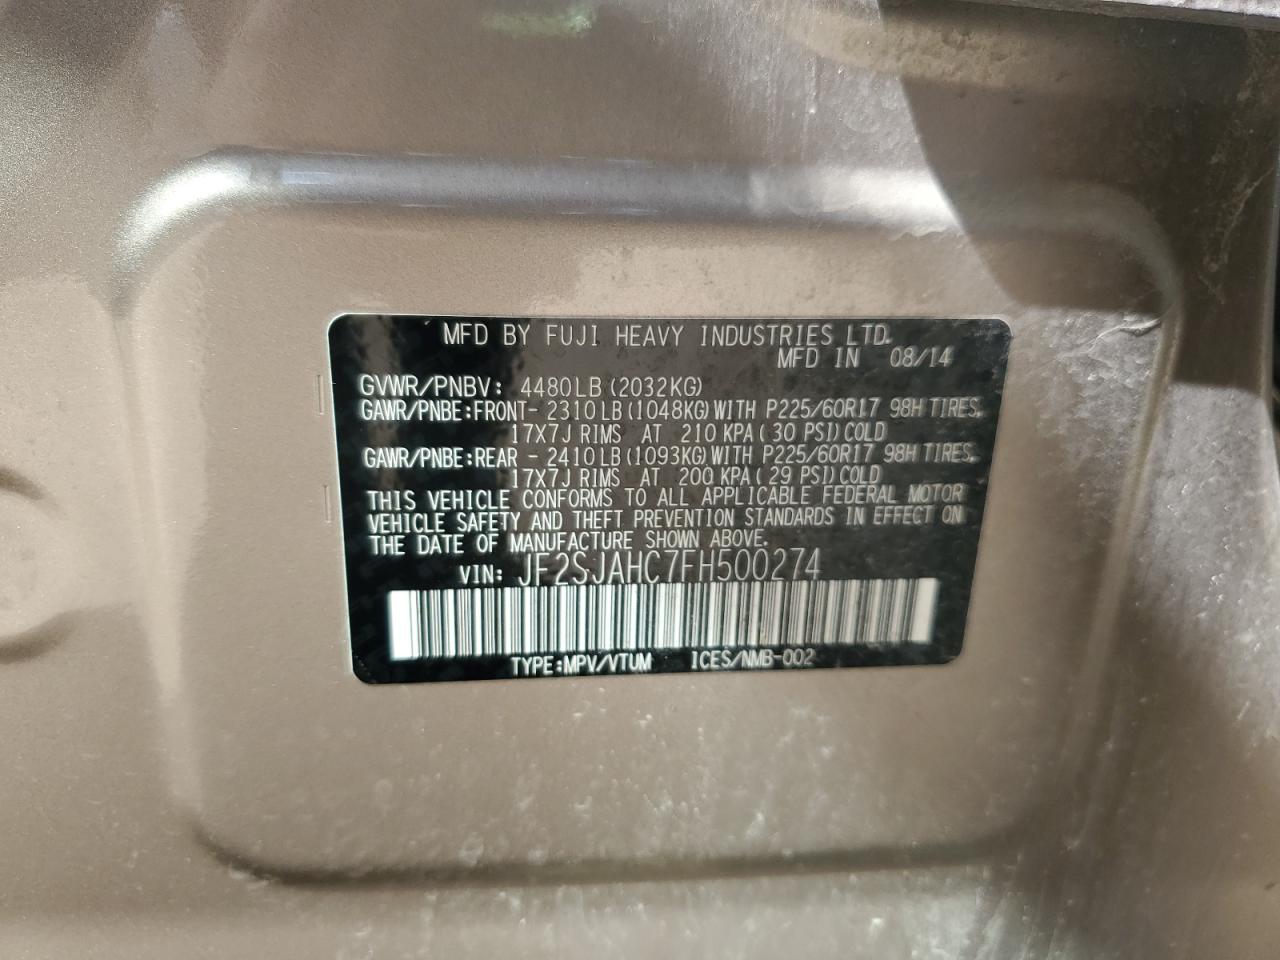 MFD BY FUJI HEAVY INDUSTRIES LTD.
MFD IN 08/14
GVWR/PNBV: 4480LB (2032KG)
GAWR/PNBE:FRONT- 2310LB(1048KG)WITH P225/60R17 98H TIRES,
17X7J RIMS AT 210 KPA(30 PSI)COLD
GAWR/PNBE:REAR - 2410LB(1093KG)WITH P225/60R17 98H TIRES,
17X7J RIMS AT 200 KPA(29 PSI)COLD
THIS VEHICLE CONFORMS TO ALL APPLICABLE FEDERAL MOTOR
VEHICLE SAFETY AND THEFT PREVENTION STANDARDS IN EFFECT ON
THE DATE OF MANUFACTURE SHOWN ABOVE.
VIN: JF2SJAHC7FH500274
TYPE:MPV/VTUM ICES/NMB-002